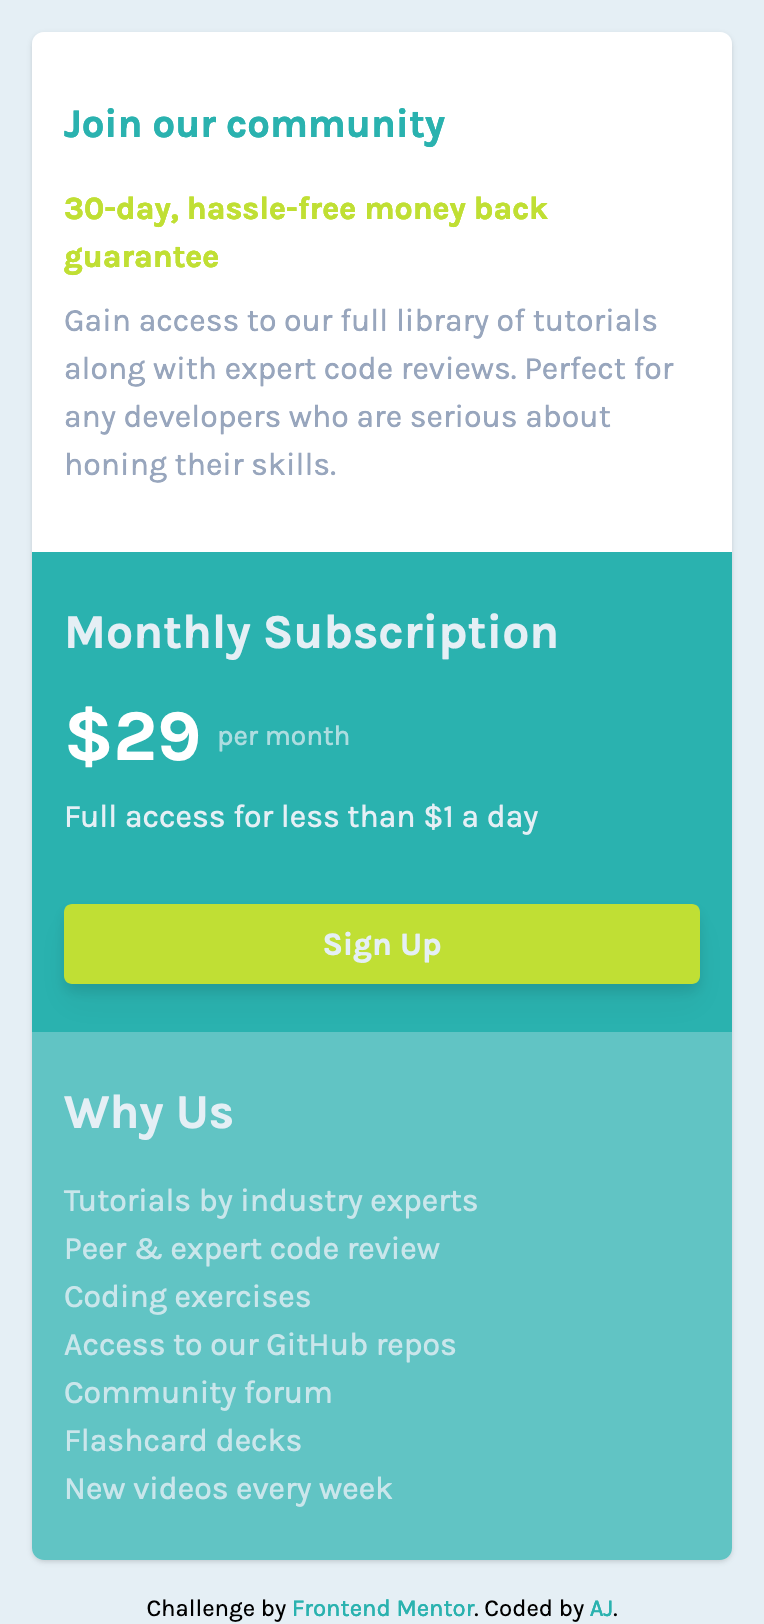 Join our community
30-day, hassle-free money back
guarantee
Gain access to our full library of tutorials
along with expert code reviews. Perfect for
any developers who are serious about
honing their skills.
Monthly Subscription
$29 per month
Full access for less than $1 a day
Sign Up
Why Us
Tutorials by industry experts
Peer & expert code review
Coding exercises
Access to our GitHub repos
Community forum
Flashcard decks
New videos every week
Challenge by Frontend Mentor. Coded by AJ.